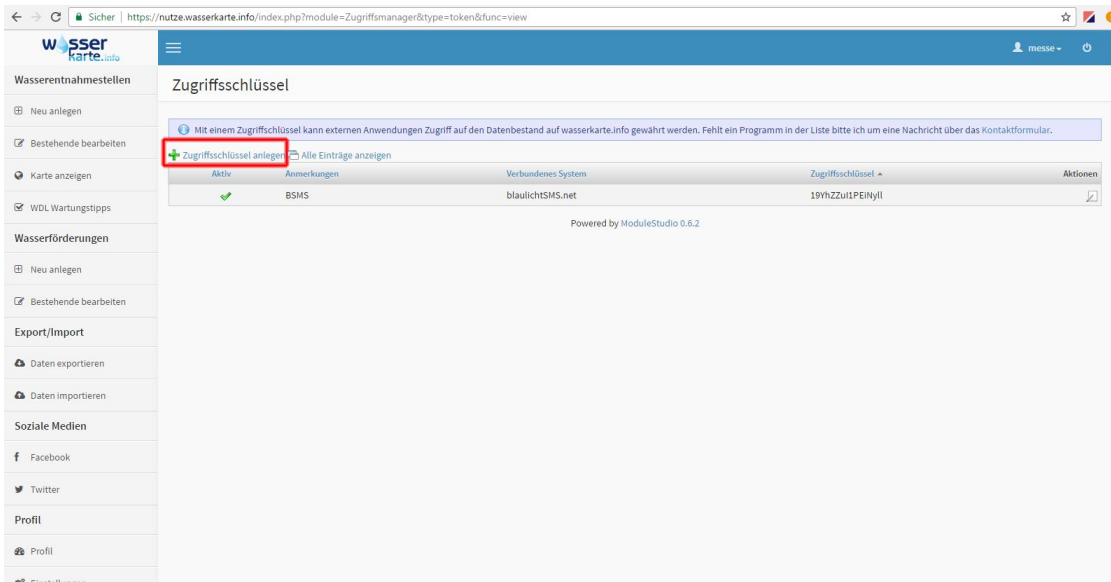 Sicher | https://nutze.wasserkarte.info/index.php?module=Zugriffsmanager&type=token&func=view
wasser
karte.info
messe
Wasserentnahmestellen
Neu anlegen
Bestehende bearbeiten
Karte anzeigen
WDL Wartungstipps
Wasserförderungen
Neu anlegen
Bestehende bearbeiten
Export/Import
Daten exportieren
Daten importieren
Soziale Medien
Facebook
Twitter
Profil
Profil
Zugriffsschlüssel
Mit einem Zugriffschlüssel kann externen Anwendungen Zugriff auf den Datenbestand auf wasserkarte.info gewährt werden. Fehlt ein Programm in der Liste bitte ich um eine Nachricht über das Kontaktformular.
Zugriffsschlüssel anlegen Alle Einträge anzeigen
Aktiv Anmerkungen Verbundenes System Zugriffsschlüssel Aktionen
BSMS blaulichtSMS.net
Powered by ModuleStudio 0.6.2